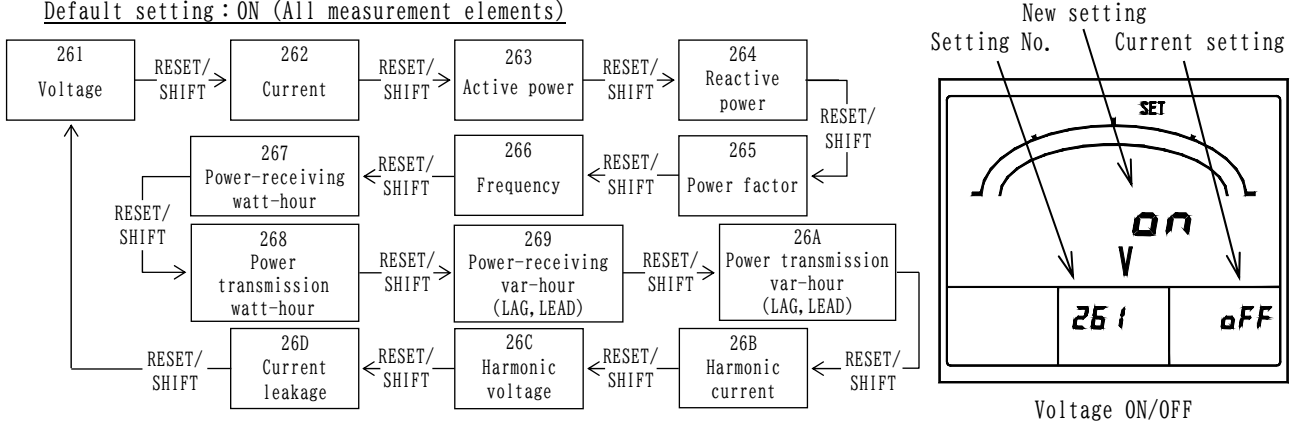 Default setting：ON (All measurement elements)
261
Voltage
RESET/
SHIFT
262
Current
RESET/
SHIFT
263
Active power
RESET/
SHIFT
264
Reactive
power
RESET/
SHIFT
265
Power factor
RESET/
SHIFT
266
Frequency
RESET/
SHIFT
267
Power-receiving
watt-hour
RESET/
SHIFT
268
Power
transmission
watt-hour
RESET/
SHIFT
269
Power-receiving
var-hour
(LAG,LEAD)
RESET/
SHIFT
26A
Power transmission
var-hour
(LAG,LEAD)
RESET/
SHIFT
26B
Harmonic
current
RESET/
SHIFT
26C
Harmonic
voltage
RESET/
SHIFT
26D
Current
leakage
RESET/
SHIFT
New setting
Setting No.
Current setting
SET
on
V
261
oFF
Voltage ON/OFF